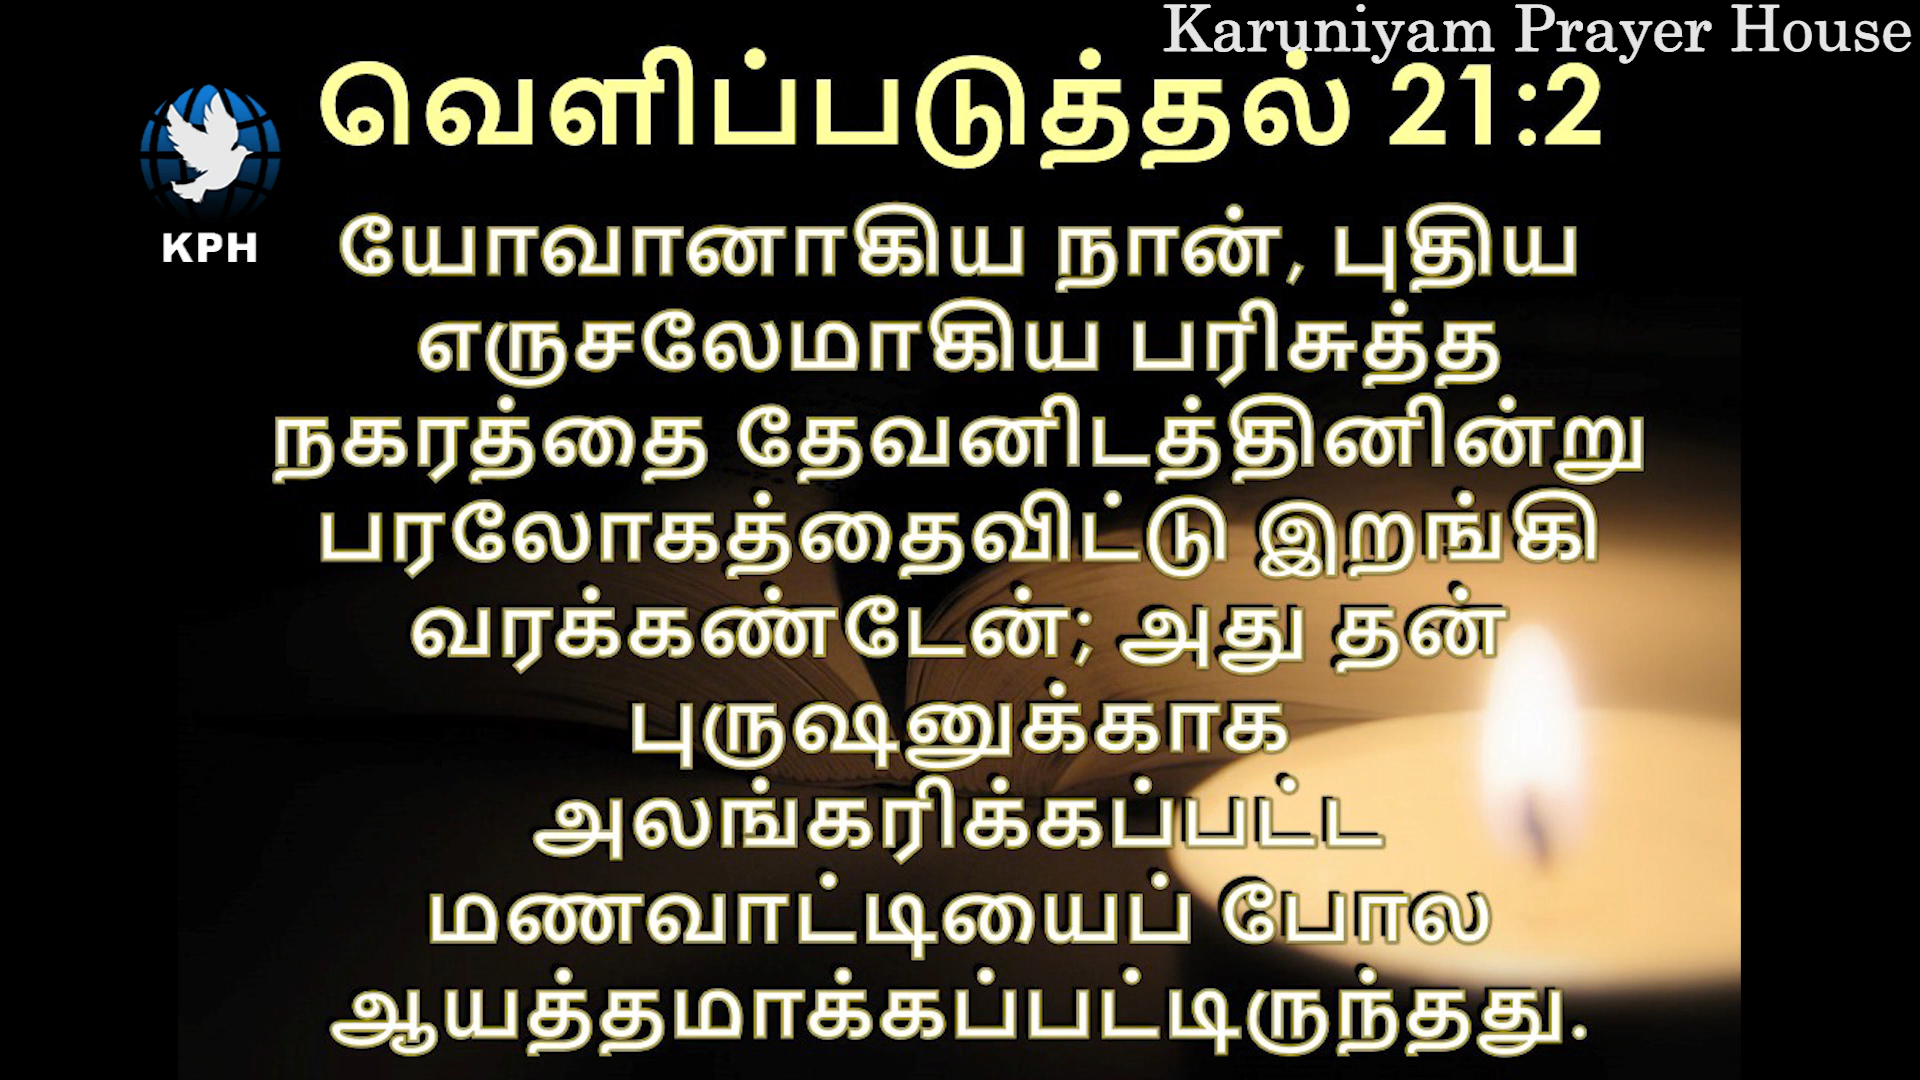 Karuniyam Prayer House
வெளிப்படுத்தல் 21:2
KPH
யோவானாகிய நான், புதிய
எருசலேமாகிய பரிசுத்த
நகரத்தை தேவனிடத்தினின்று
பரலோகத்தைவிட்டு இறங்கி
வரக்கண்டேன்; அது தன்
புருஷனுக்காக
அலங்கரிக்கப்பட்ட
மணவாட்டியைப் போல
ஆயத்தமாக்கப்பட்டிருந்தது.